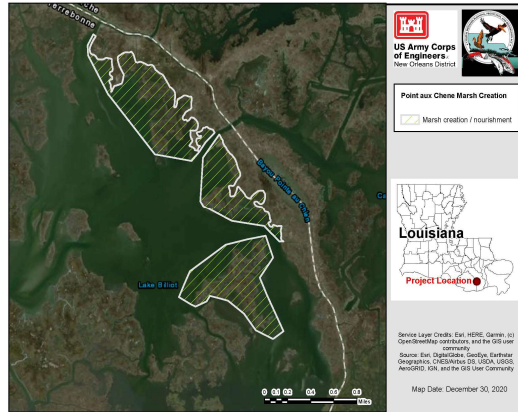 Terrebonne
US Army Corps
of Engineers®
New Orleans District
Point aux Chene Marsh Creation
Marsh creation / nourishment
Bayou Pointe au Chien
Lake Billiot
Louisiana
Project Location
0 0.1 0.2 0.4 0.6 0.8
Miles
Service Layer Credits: Esri, HERE, Garmin, (c)
OpenStreetMap contributors, and the GIS user
community
Source: Esri, DigitalGlobe, GeoEye, Earthstar
Geographics, CNES/Airbus DS, USDA, USGS,
AeroGRID, IGN, and the GIS User Community
Map Date: December 30, 2020